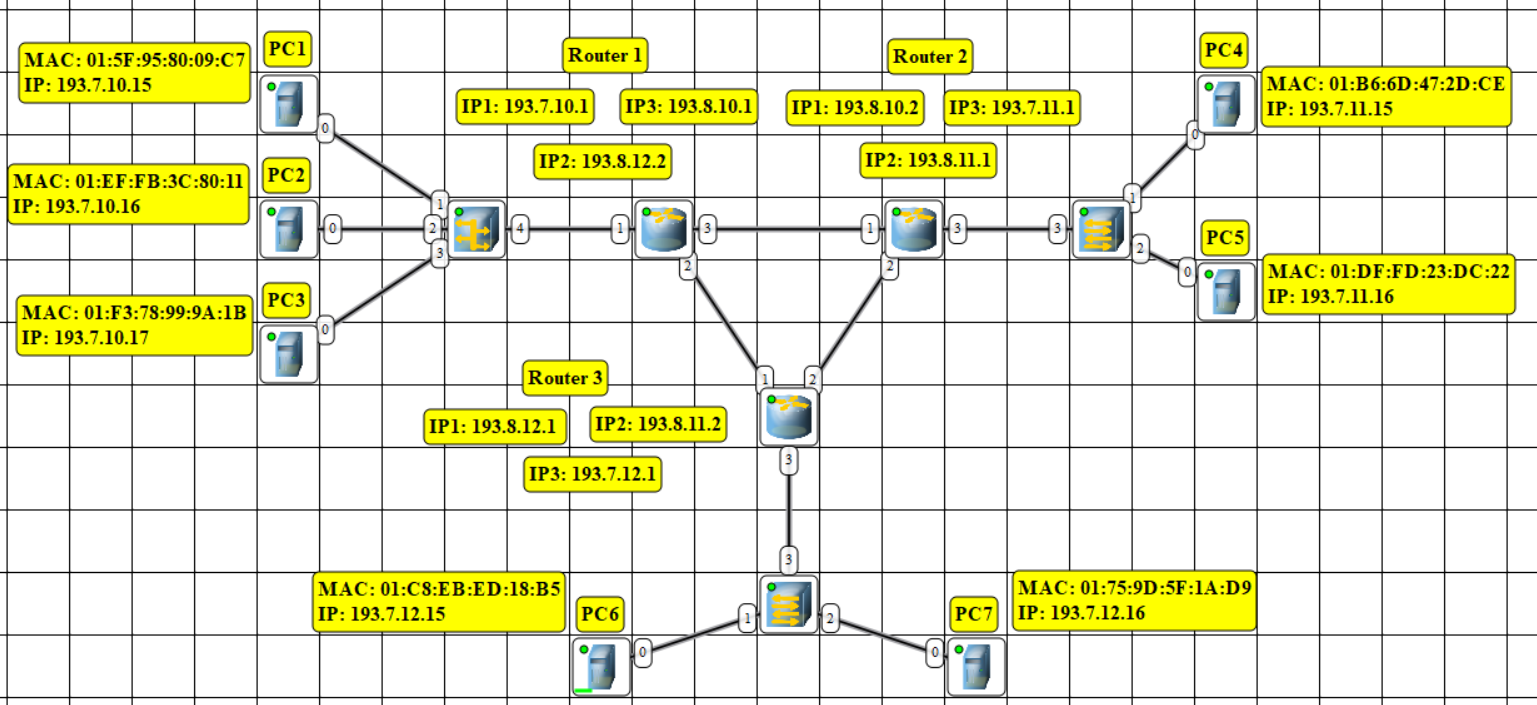 PC1
MAC: 01:5F:95:80:09:C7
IP: 193.7.10.15
0
PC2
MAC: 01:EF:FB:3C:80:11
IP: 193.7.10.16
0
PC3
MAC: 01:F3:78:99:9A:1B
IP: 193.7.10.17
0
1
2
3
4
Router 1
IP1: 193.7.10.1
IP3: 193.8.10.1
IP2: 193.8.12.2
1
3
2
Router 2
IP1: 193.8.10.2
IP3: 193.7.11.1
IP2: 193.8.11.1
1
3
2
3
1
2
PC4
MAC: 01:B6:6D:47:2D:CE
IP: 193.7.11.15
0
PC5
MAC: 01:DF:FD:23:DC:22
IP: 193.7.11.16
0
Router 3
IP1: 193.8.12.1
IP2: 193.8.11.2
IP3: 193.7.12.1
1
2
3
3
1
2
MAC: 01:C8:EB:ED:18:B5
IP: 193.7.12.15
PC6
0
PC7
MAC: 01:75:9D:5F:1A:D9
IP: 193.7.12.16
0